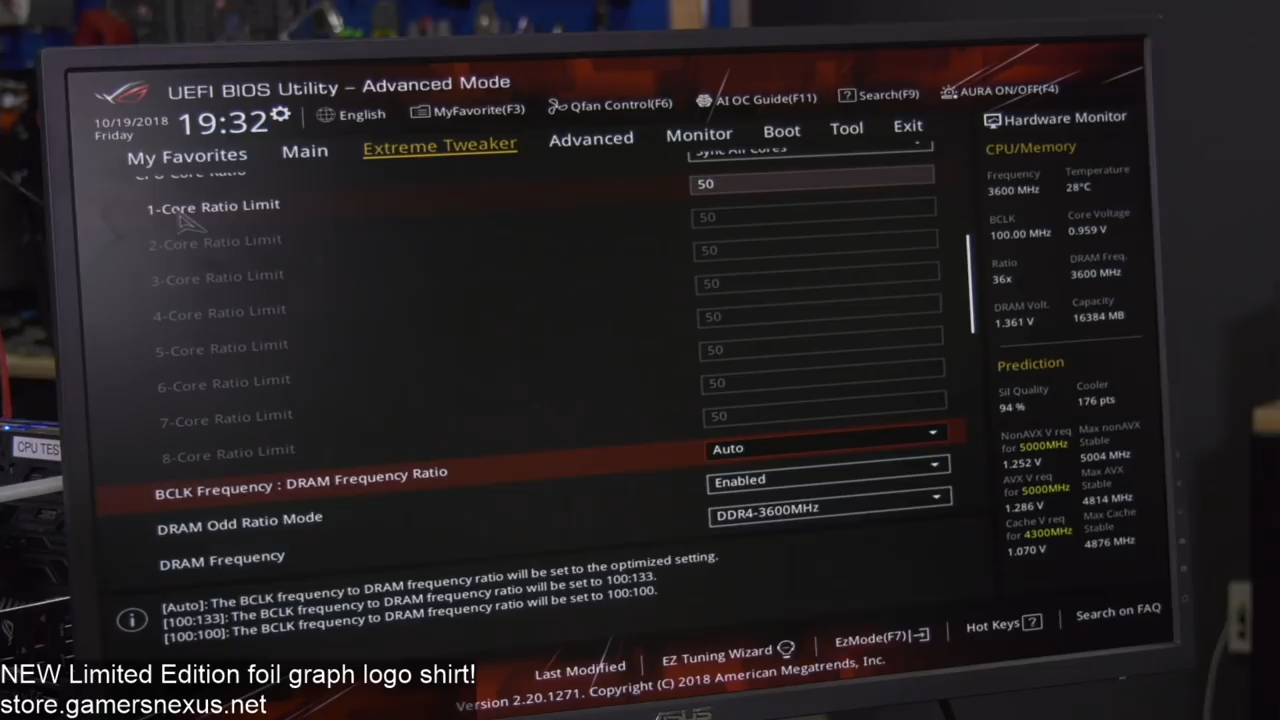 UEFI BIOS Utility – Advanced Mode
10/19/2018
Friday
19:32
English
MyFavorite(F3)
Qfan Control(F6)
AI OC Guide(F11)
Search(F9)
AURA ON/OFF(F4)
My Favorites
Main
Extreme Tweaker
Advanced
Monitor
Boot
Tool
Exit
CPU Core Ratio
Sync All Cores
1-Core Ratio Limit
50
2-Core Ratio Limit
50
3-Core Ratio Limit
50
4-Core Ratio Limit
50
5-Core Ratio Limit
50
6-Core Ratio Limit
50
7-Core Ratio Limit
50
8-Core Ratio Limit
50
BCLK Frequency : DRAM Frequency Ratio
Auto
DRAM Odd Ratio Mode
Enabled
DRAM Frequency
DDR4-3600MHz
[Auto]: The BCLK frequency to DRAM frequency ratio will be set to the optimized setting.
[100:133]: The BCLK frequency to DRAM frequency ratio will be set to 100:133.
[100:100]: The BCLK frequency to DRAM frequency ratio will be set to 100:100.
Hardware Monitor
CPU/Memory
Frequency Temperature
3600 MHz 28°C
BCLK Core Voltage
100.00 MHz 0.959 V
Ratio DRAM Freq.
36x 3600 MHz
DRAM Volt. Capacity
1.361 V 16384 MB
Prediction
Sil Quality Cooler
94 % 176 pts
NonAVX V req Max nonAVX
for 5000MHz Stable
1.252 V 5004 MHz
AVX V req Max AVX
for 5000MHz Stable
1.286 V 4814 MHz
Cache V req Max Cache
for 4300MHz Stable
1.070 V 4876 MHz
Last Modified
EZ Tuning Wizard
EzMode(F7)
Hot Keys ?
Search on FAQ
Version 2.20.1271. Copyright (C) 2018 American Megatrends, Inc.
ASUS
CPU TES
NEW Limited Edition foil graph logo shirt!
store.gamersnexus.net